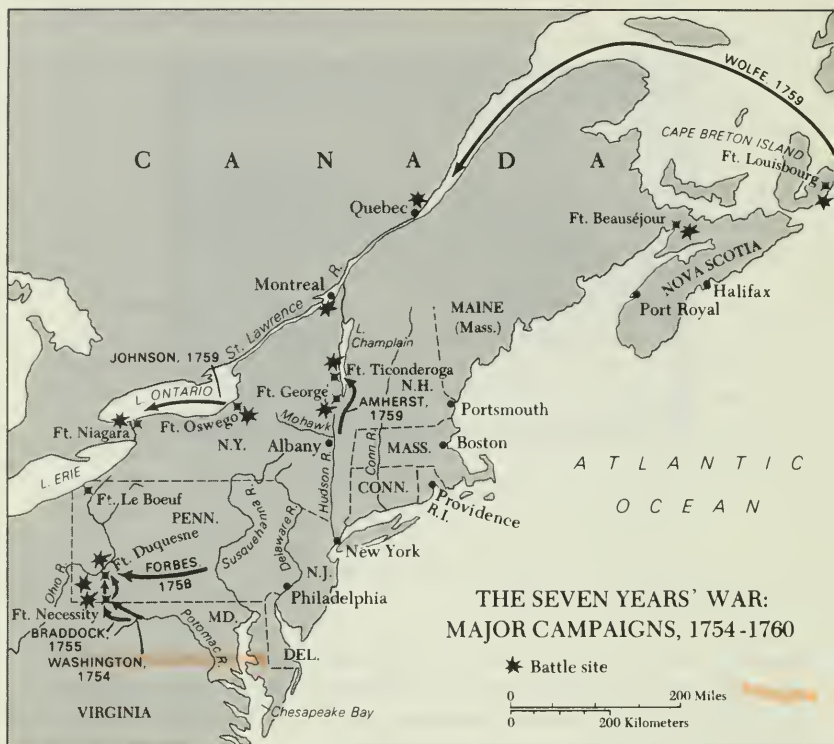 WOLFE, 1759
CAPE BRETON ISLAND
Ft. Louisbourg
C A N A D A
Quebec
Ft. Beauséjour
NOVA SCOTIA
Halifax
Port Royal
Montreal
St. Lawrence R.
MAINE
(Mass.)
L.
Champlain
JOHNSON, 1759
L. ONTARIO
Ft. Ticonderoga
N.H.
Ft. George
AMHERST,
1759
Ft. Niagara
Ft. Oswego
Mohawk
Portsmouth
N.Y.
Albany
Hudson R.
Conn. R.
MASS.
Boston
L. ERIE
CONN.
Providence
R.I.
ATLANTIC
OCEAN
Ft. Le Boeuf
PENN.
Susquehanna R.
Delaware R.
New York
Ohio R.
Ft. Duquesne
FORBES
1758
N.J.
Philadelphia
Ft. Necessity
BRADDOCK,
1755
WASHINGTON,
1754
MD.
Potomac R.
DEL.
VIRGINIA
Chesapeake Bay
THE SEVEN YEARS' WAR:
MAJOR CAMPAIGNS, 1754-1760
Battle site
0 200 Miles
0 200 Kilometers